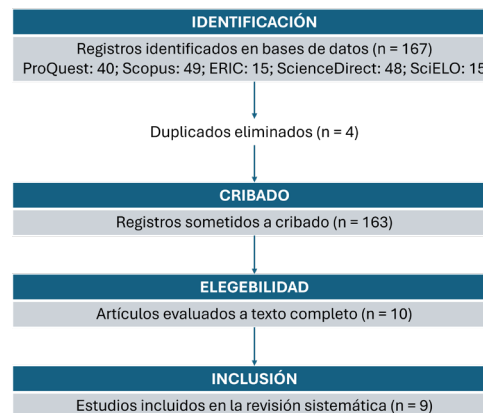 IDENTIFICACIÓN
Registros identificados en bases de datos (n = 167)
ProQuest: 40; Scopus: 49; ERIC: 15; ScienceDirect: 48; SciELO: 15
Duplicados eliminados (n = 4)
CRIBADO
Registros sometidos a cribado (n = 163)
ELEGEBILIDAD
Artículos evaluados a texto completo (n = 10)
INCLUSIÓN
Estudios incluidos en la revisión sistemática (n = 9)